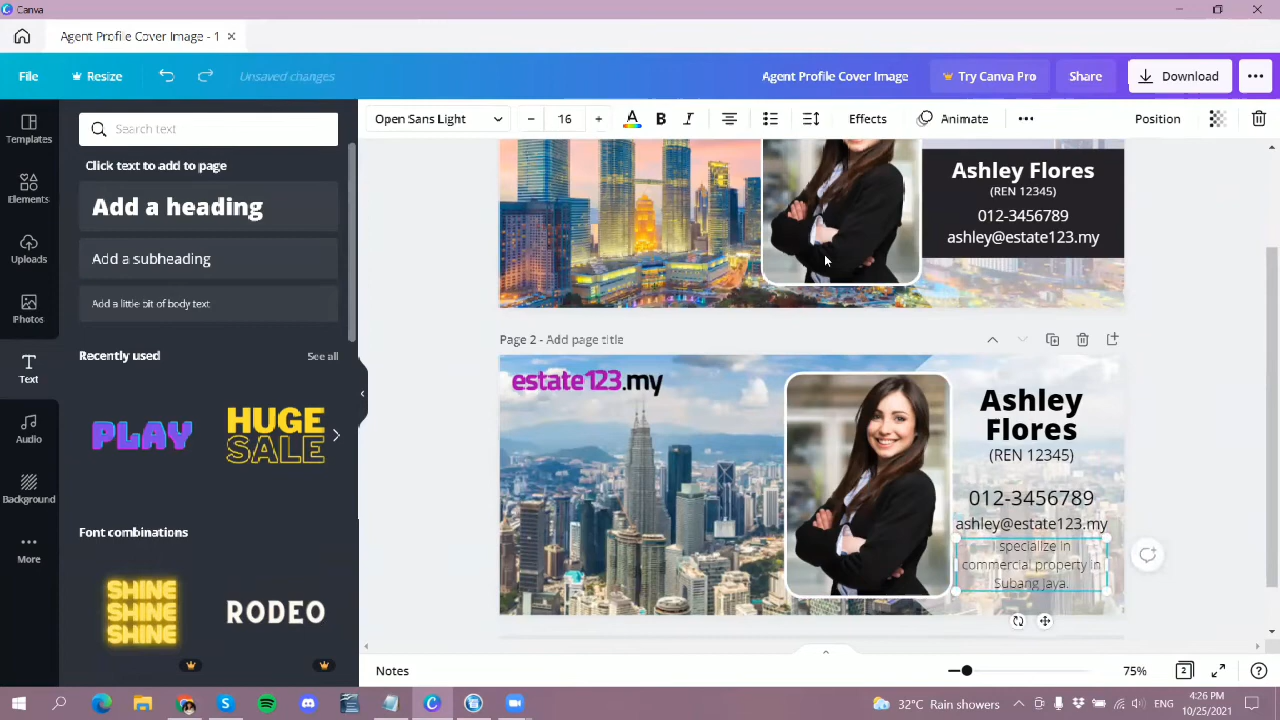 Canva
Agent Profile Cover Image - 1
File
Resize
Unsaved changes
Agent Profile Cover Image
Try Canva Pro
Share
Download
Templates
Elements
Uploads
Photos
Text
Audio
Background
More
Search text
Click text to add to page
Add a heading
Add a subheading
Add a little bit of body text
Recently used
See all
PLAY
HUGE
SALE
Font combinations
SHINE
SHINE
SHINE
RODEO
Open Sans Light
16
A
B
I
Effects
Animate
Position
Ashley Flores
(REN 12345)
012-3456789
ashley@estate123.my
Page 2 - Add page title
estate123.my
Ashley
Flores
(REN 12345)
012-3456789
ashley@estate123.my
I specialize in
commercial property in
Subang Jaya.
Notes
75%
2
32°C Rain showers
ENG
4:26 PM
10/25/2021